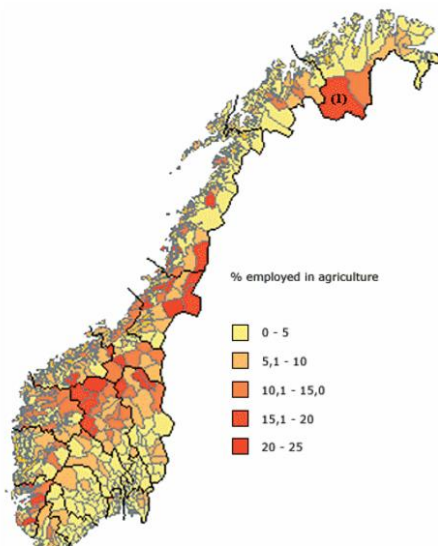 (1)
% employed in agriculture
0 - 5
5,1 - 10
10,1 - 15,0
15,1 - 20
20 - 25